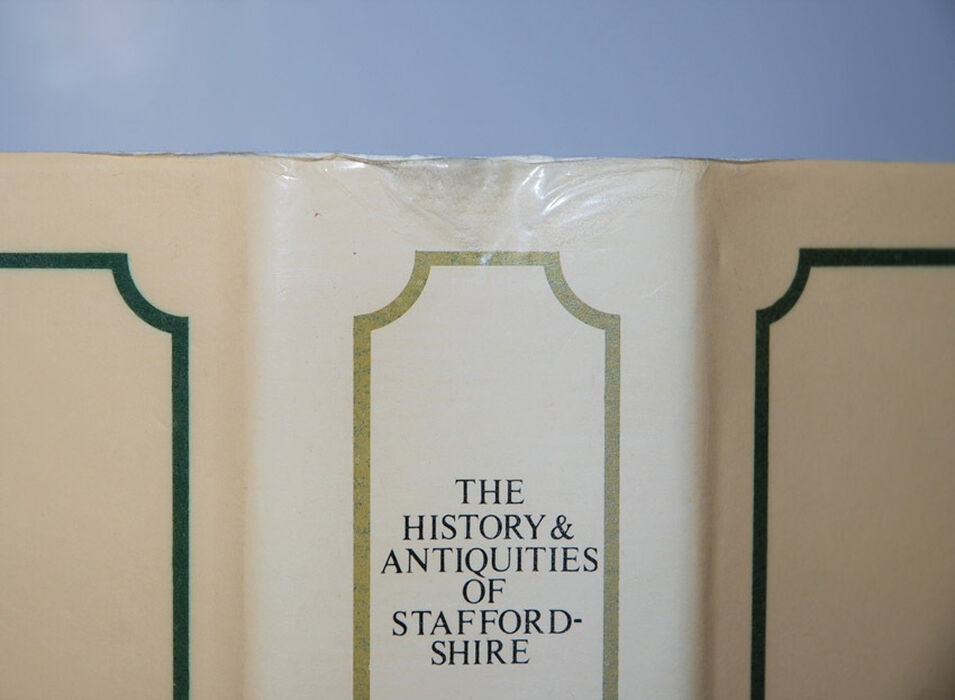 THE
HISTORY &
ANTIQUITIES
OF
STAFFORD-
SHIRE